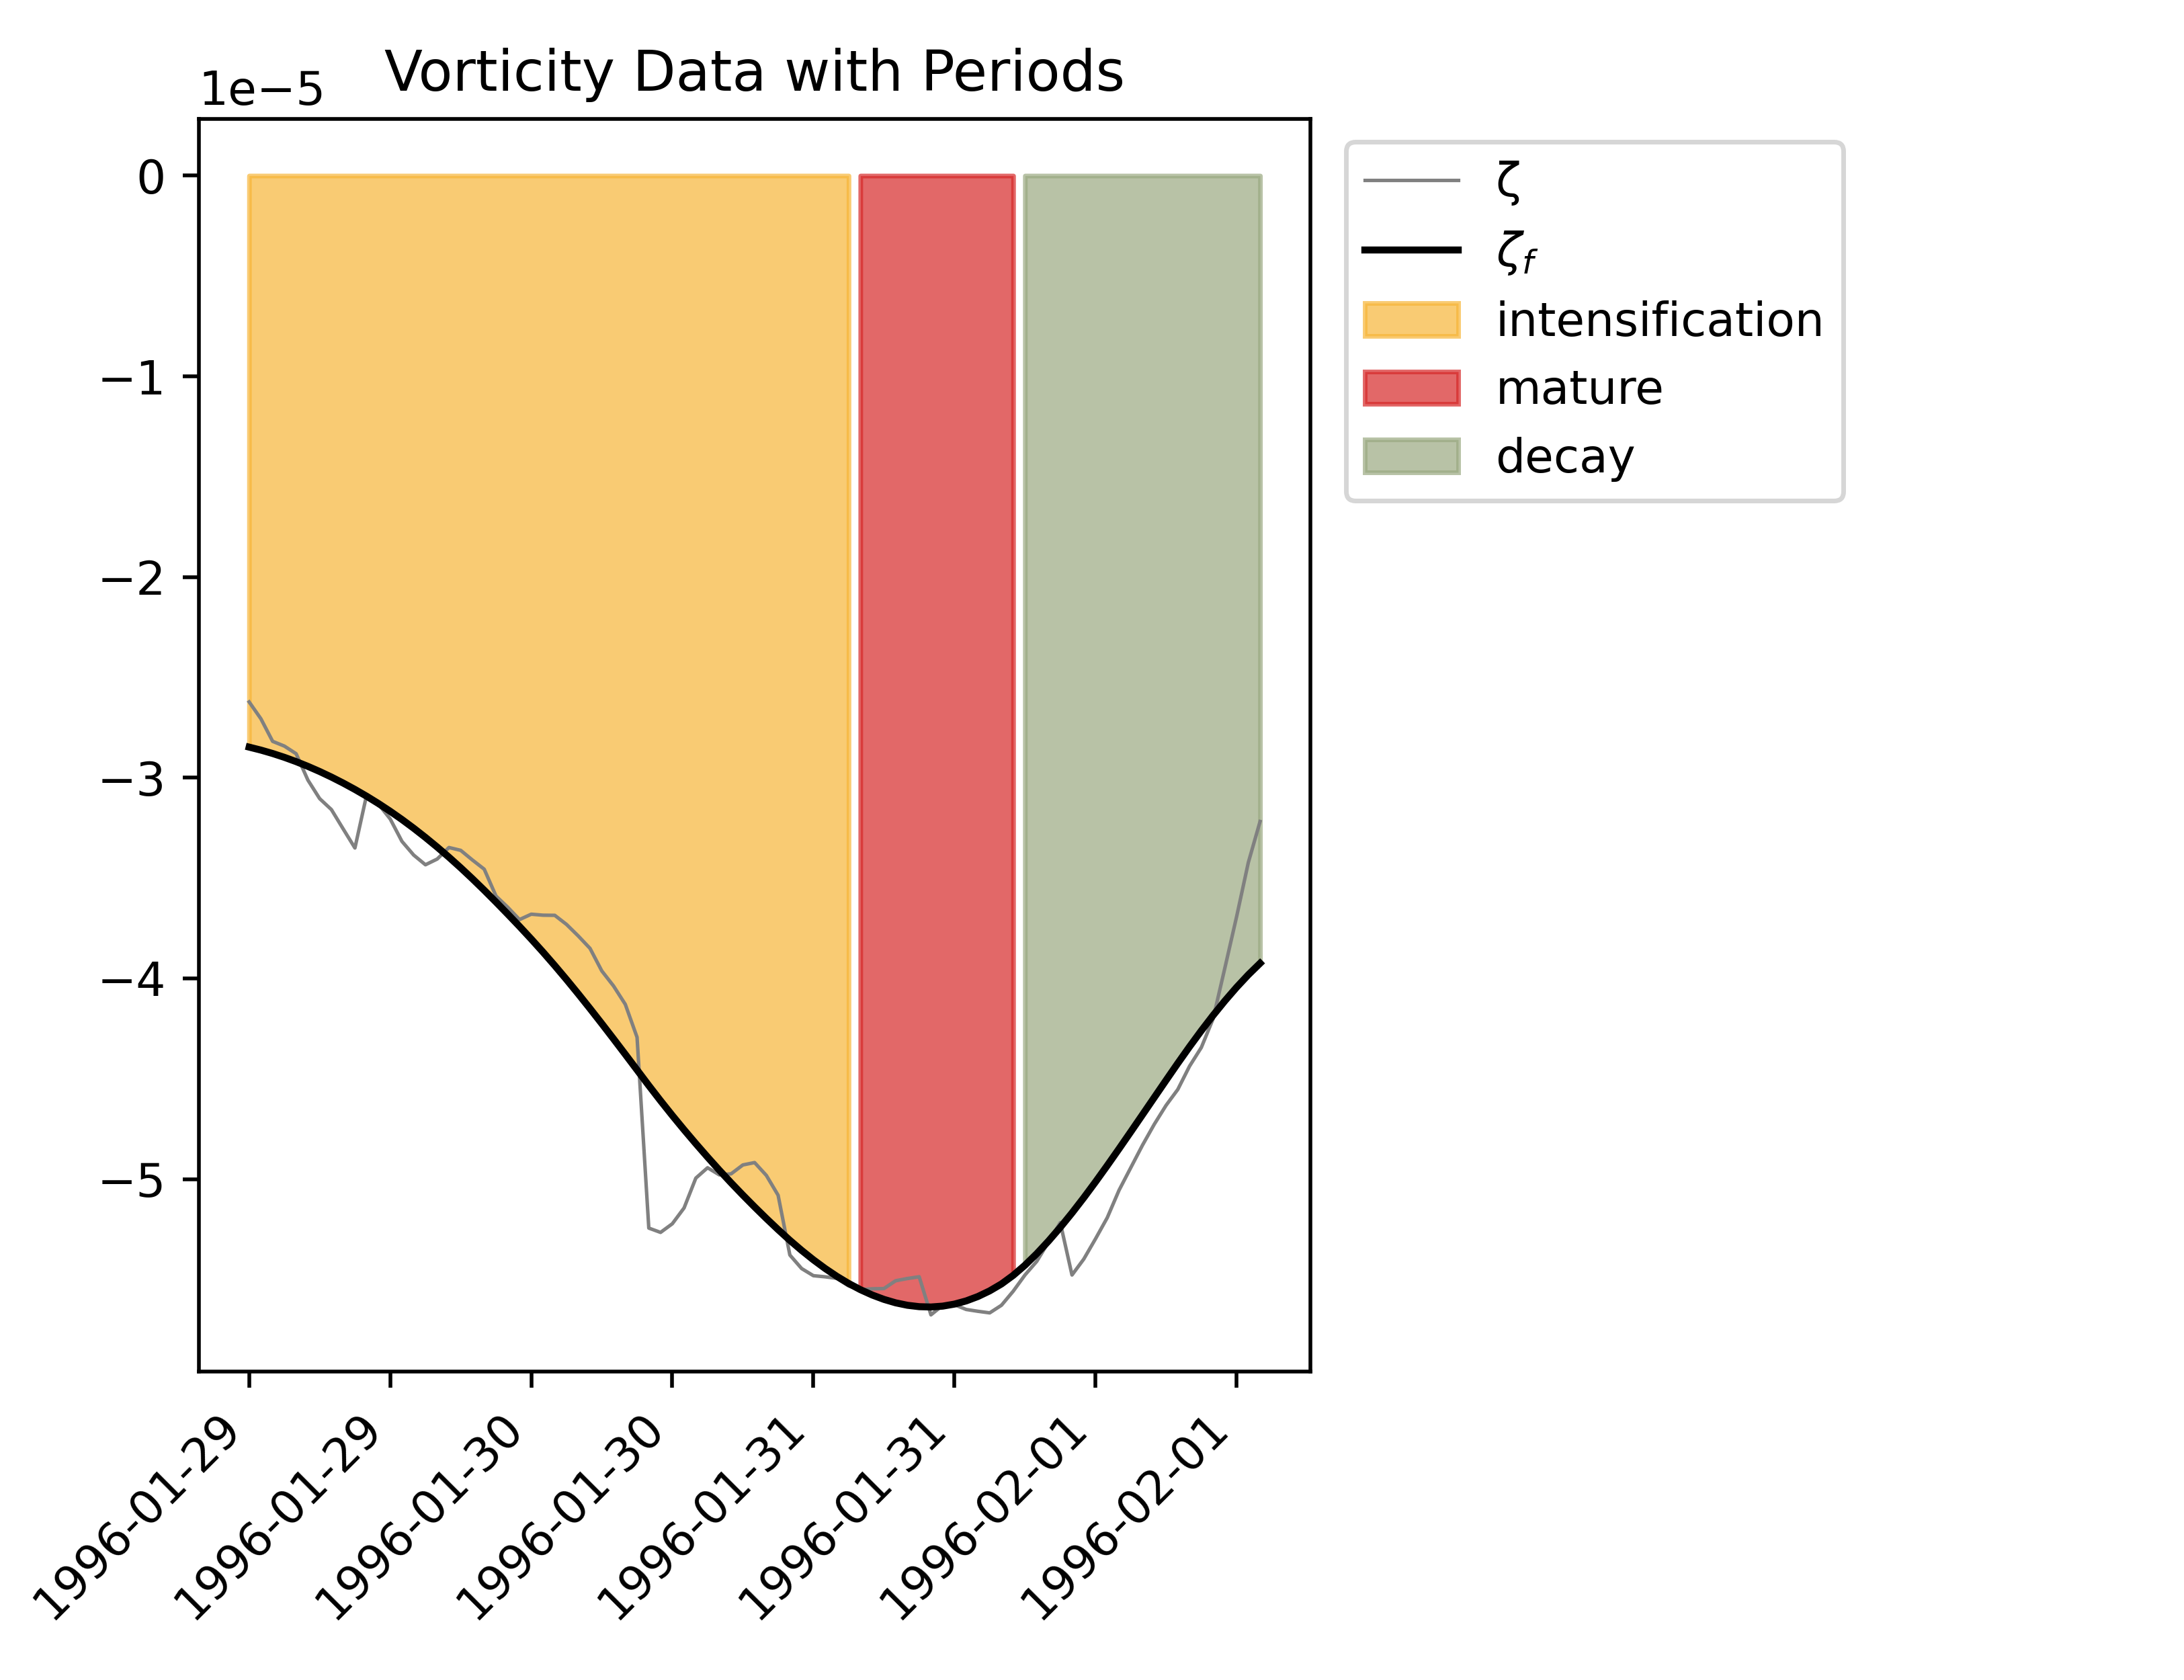 Vorticity Data with Periods
1e−5
0
−1
−2
−3
−4
−5
1996-01-29
1996-01-29
1996-01-30
1996-01-30
1996-01-31
1996-01-31
1996-02-01
1996-02-01
ζ
ζf
intensification
mature
decay